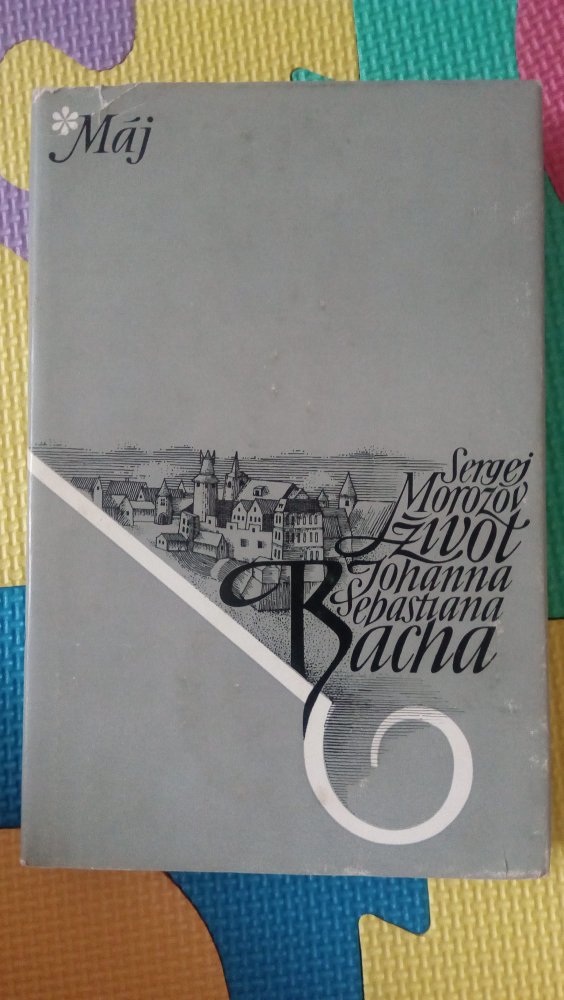 *Máj
Sergej
Morozov
život
Johanna
Sebastiana
Bacha